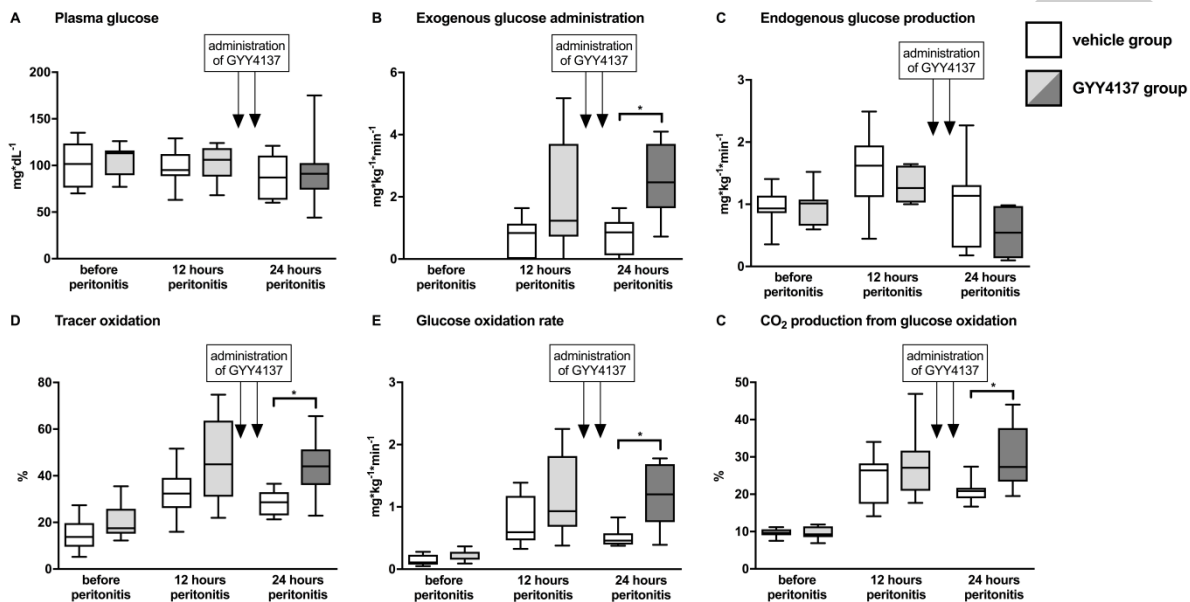 A Plasma glucose
administration
of GYY4137
mg*dL-1
200
150
100
50
0
before
peritonitis
12 hours
peritonitis
24 hours
peritonitis
B Exogenous glucose administration
administration
of GYY4137
mg*kg-1*min-1
6
4
2
0
*
before
peritonitis
12 hours
peritonitis
24 hours
peritonitis
C Endogenous glucose production
administration
of GYY4137
mg*kg-1*min-1
3
2
1
0
before
peritonitis
12 hours
peritonitis
24 hours
peritonitis
vehicle group
GYY4137 group
D Tracer oxidation
administration
of GYY4137
%
80
60
40
20
0
*
before
peritonitis
12 hours
peritonitis
24 hours
peritonitis
E Glucose oxidation rate
administration
of GYY4137
mg*kg-1*min-1
3
2
1
0
*
before
peritonitis
12 hours
peritonitis
24 hours
peritonitis
C CO2 production from glucose oxidation
administration
of GYY4137
%
50
40
30
20
10
0
*
before
peritonitis
12 hours
peritonitis
24 hours
peritonitis